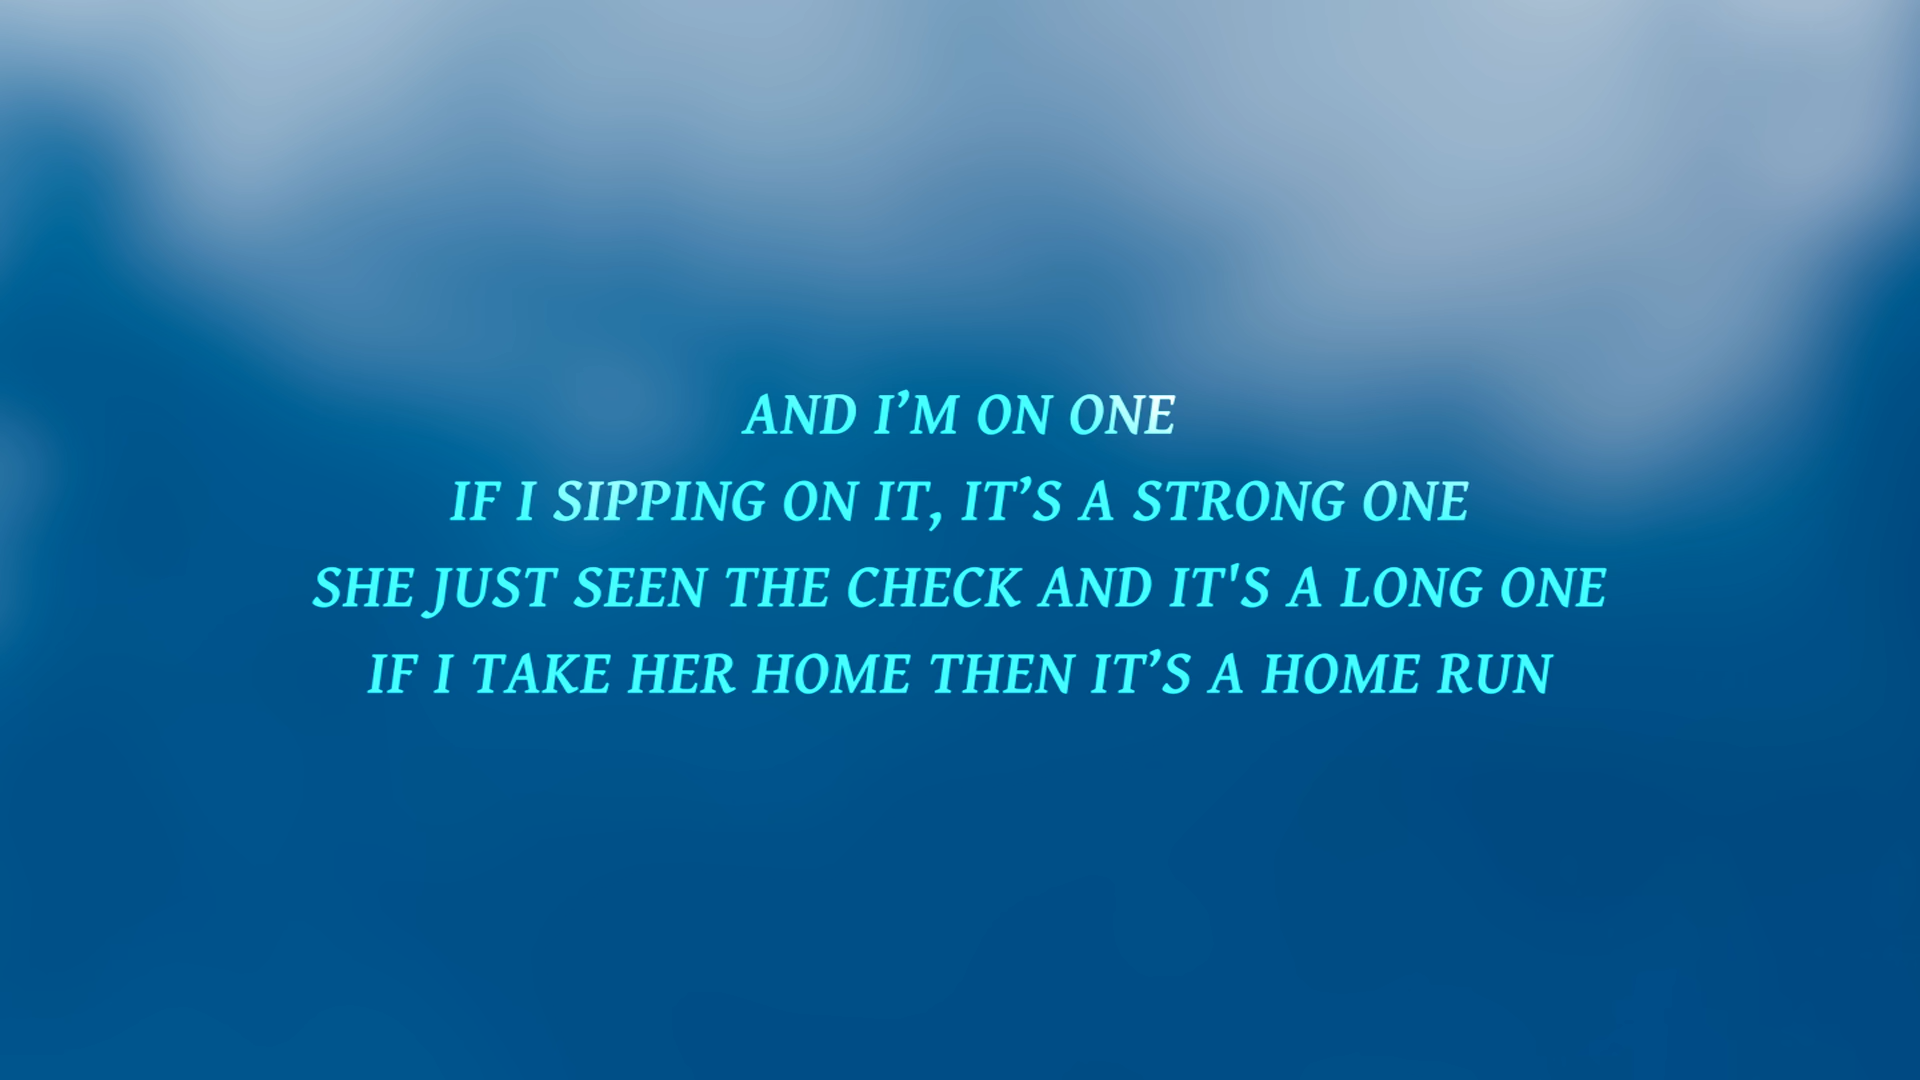 AND I’M ON ONE
IF I SIPPING ON IT, IT’S A STRONG ONE
SHE JUST SEEN THE CHECK AND IT'S A LONG ONE
IF I TAKE HER HOME THEN IT’S A HOME RUN